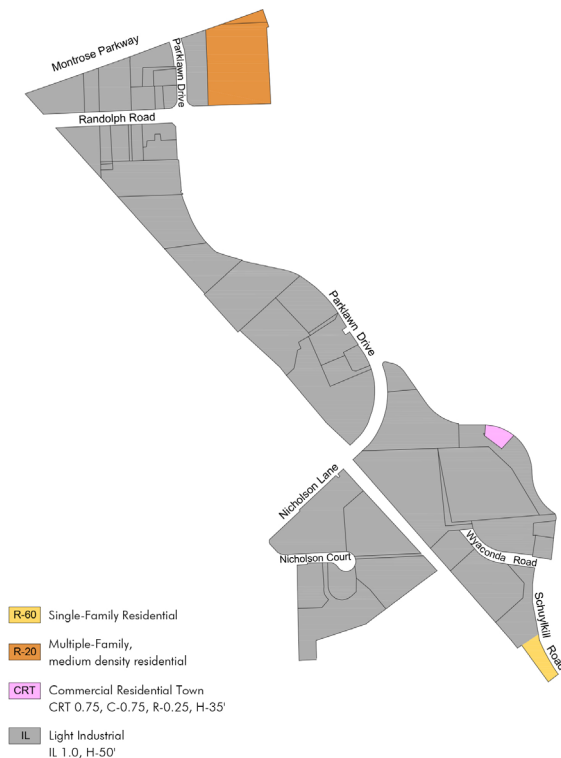 Montrose Parkway
Parklawn Drive
Randolph Road
Parklawn Drive
Nicholson Lane
Nicholson Court
Wyaconda Road
Schuylkill Road
R-60 Single-Family Residential
R-20 Multiple-Family,
medium density residential
CRT Commercial Residential Town
CRT 0.75, C-0.75, R-0.25, H-35'
IL Light Industrial
IL 1.0, H-50'